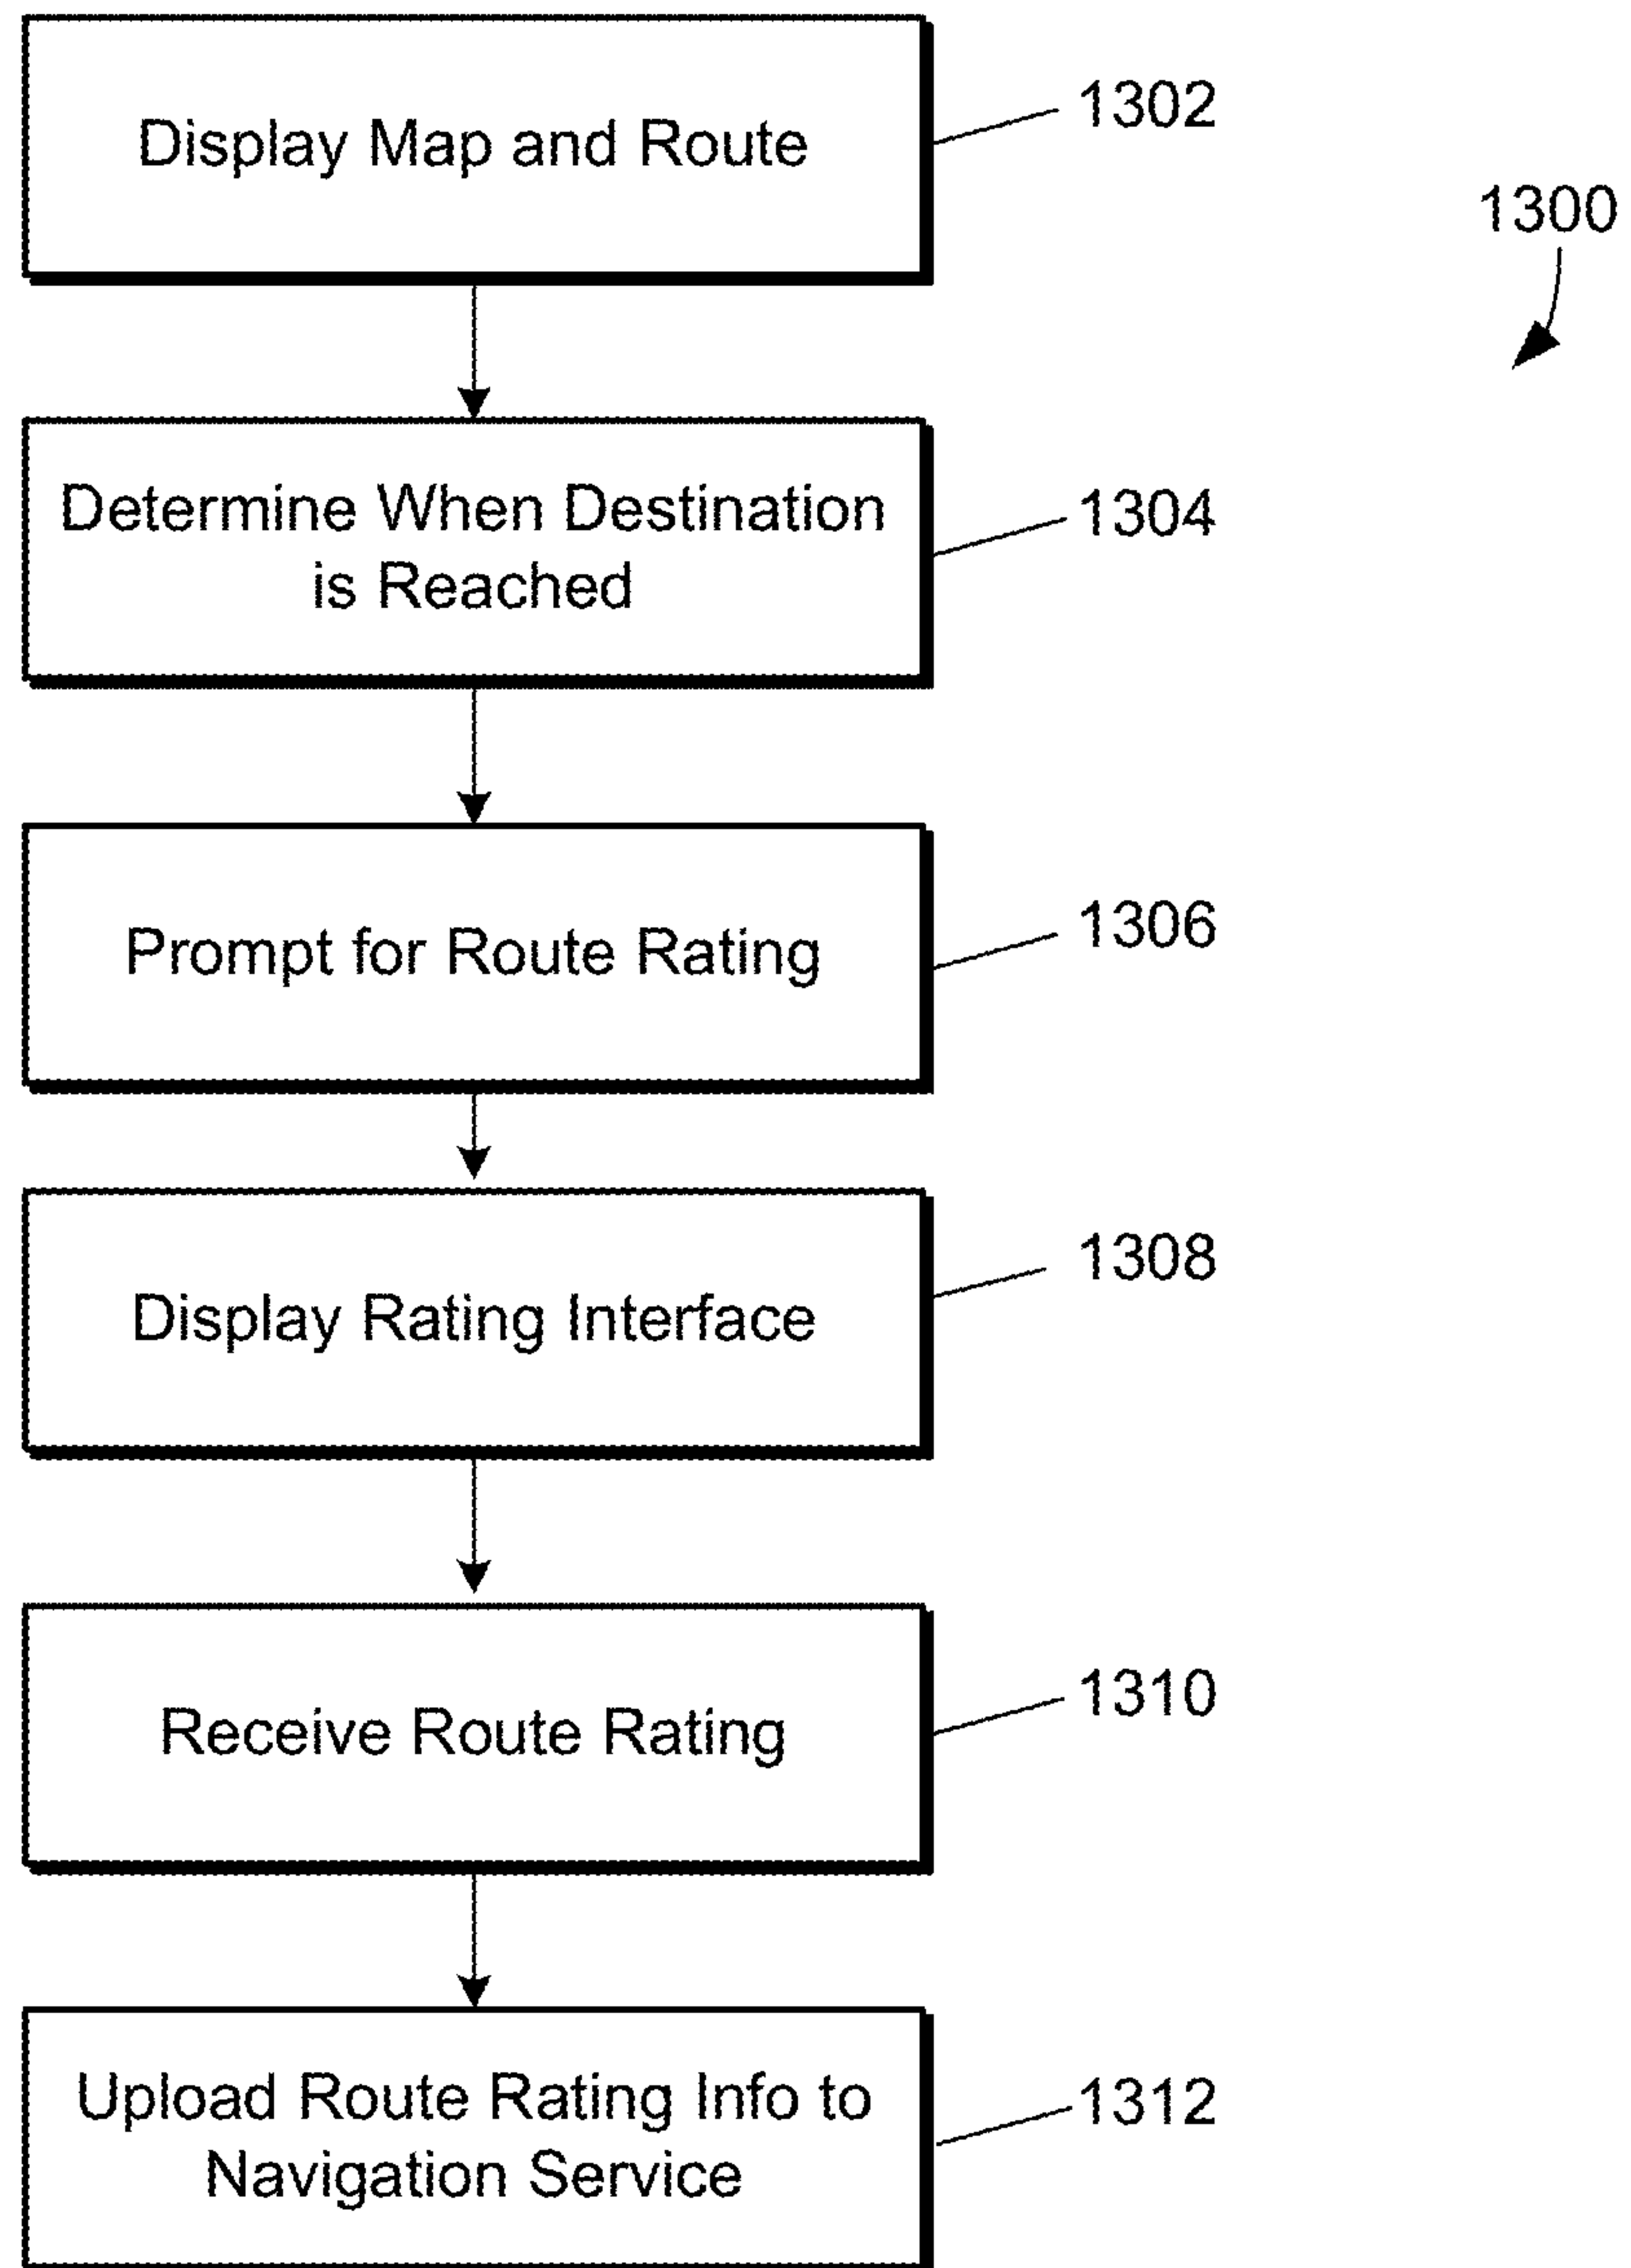 Display Map and Route
1302
1300
Determine When Destination
is Reached
1304
Prompt for Route Rating
1306
Display Rating Interface
1308
Receive Route Rating
1310
Upload Route Rating Info to
Navigation Service
1312